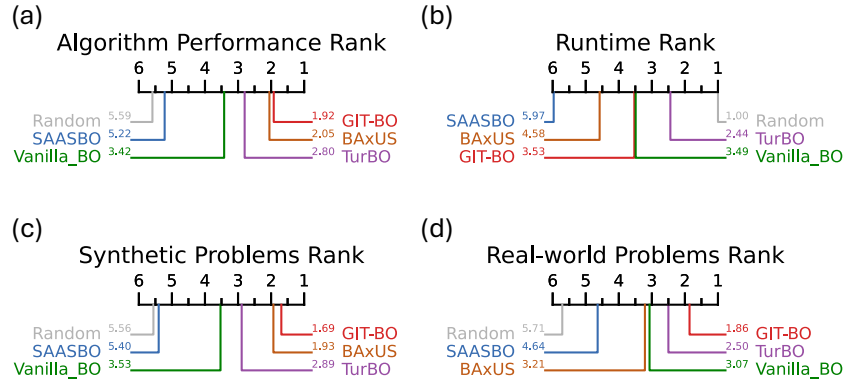 (a)
Algorithm Performance Rank
6 5 4 3 2 1
Random 5.59
SAASBO 5.22
Vanilla_BO 3.42
1.92 GIT-BO
2.05 BAxUS
2.80 TurBO
(b)
Runtime Rank
6 5 4 3 2 1
SAASBO 5.97
BAxUS 4.58
GIT-BO 3.53
1.00 Random
2.44 TurBO
3.49 Vanilla_BO
(c)
Synthetic Problems Rank
6 5 4 3 2 1
Random 5.56
SAASBO 5.40
Vanilla_BO 3.53
1.69 GIT-BO
1.93 BAxUS
2.89 TurBO
(d)
Real-world Problems Rank
6 5 4 3 2 1
Random 5.71
SAASBO 4.64
BAxUS 3.21
1.86 GIT-BO
2.50 TurBO
3.07 Vanilla_BO